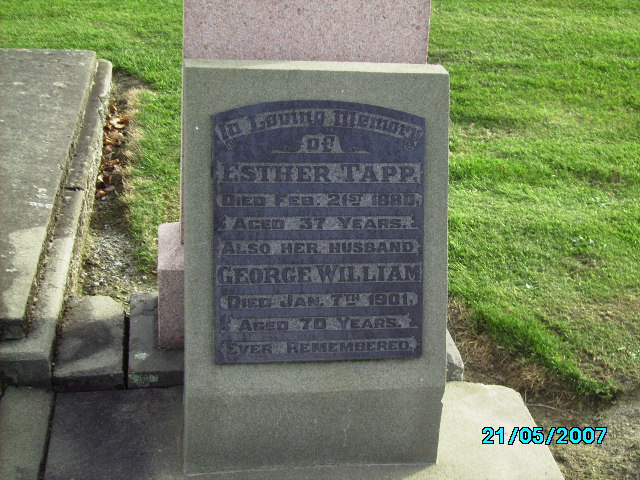 In Loving Memory
OF
ESTHER TAPP.
DIED FEB. 21ST 1880,
AGED 37 YEARS.
ALSO HER HUSBAND
GEORGE WILLIAM
DIED JAN. 7TH 1901,
AGED 70 YEARS.
EVER REMEMBERED.
21/05/2007